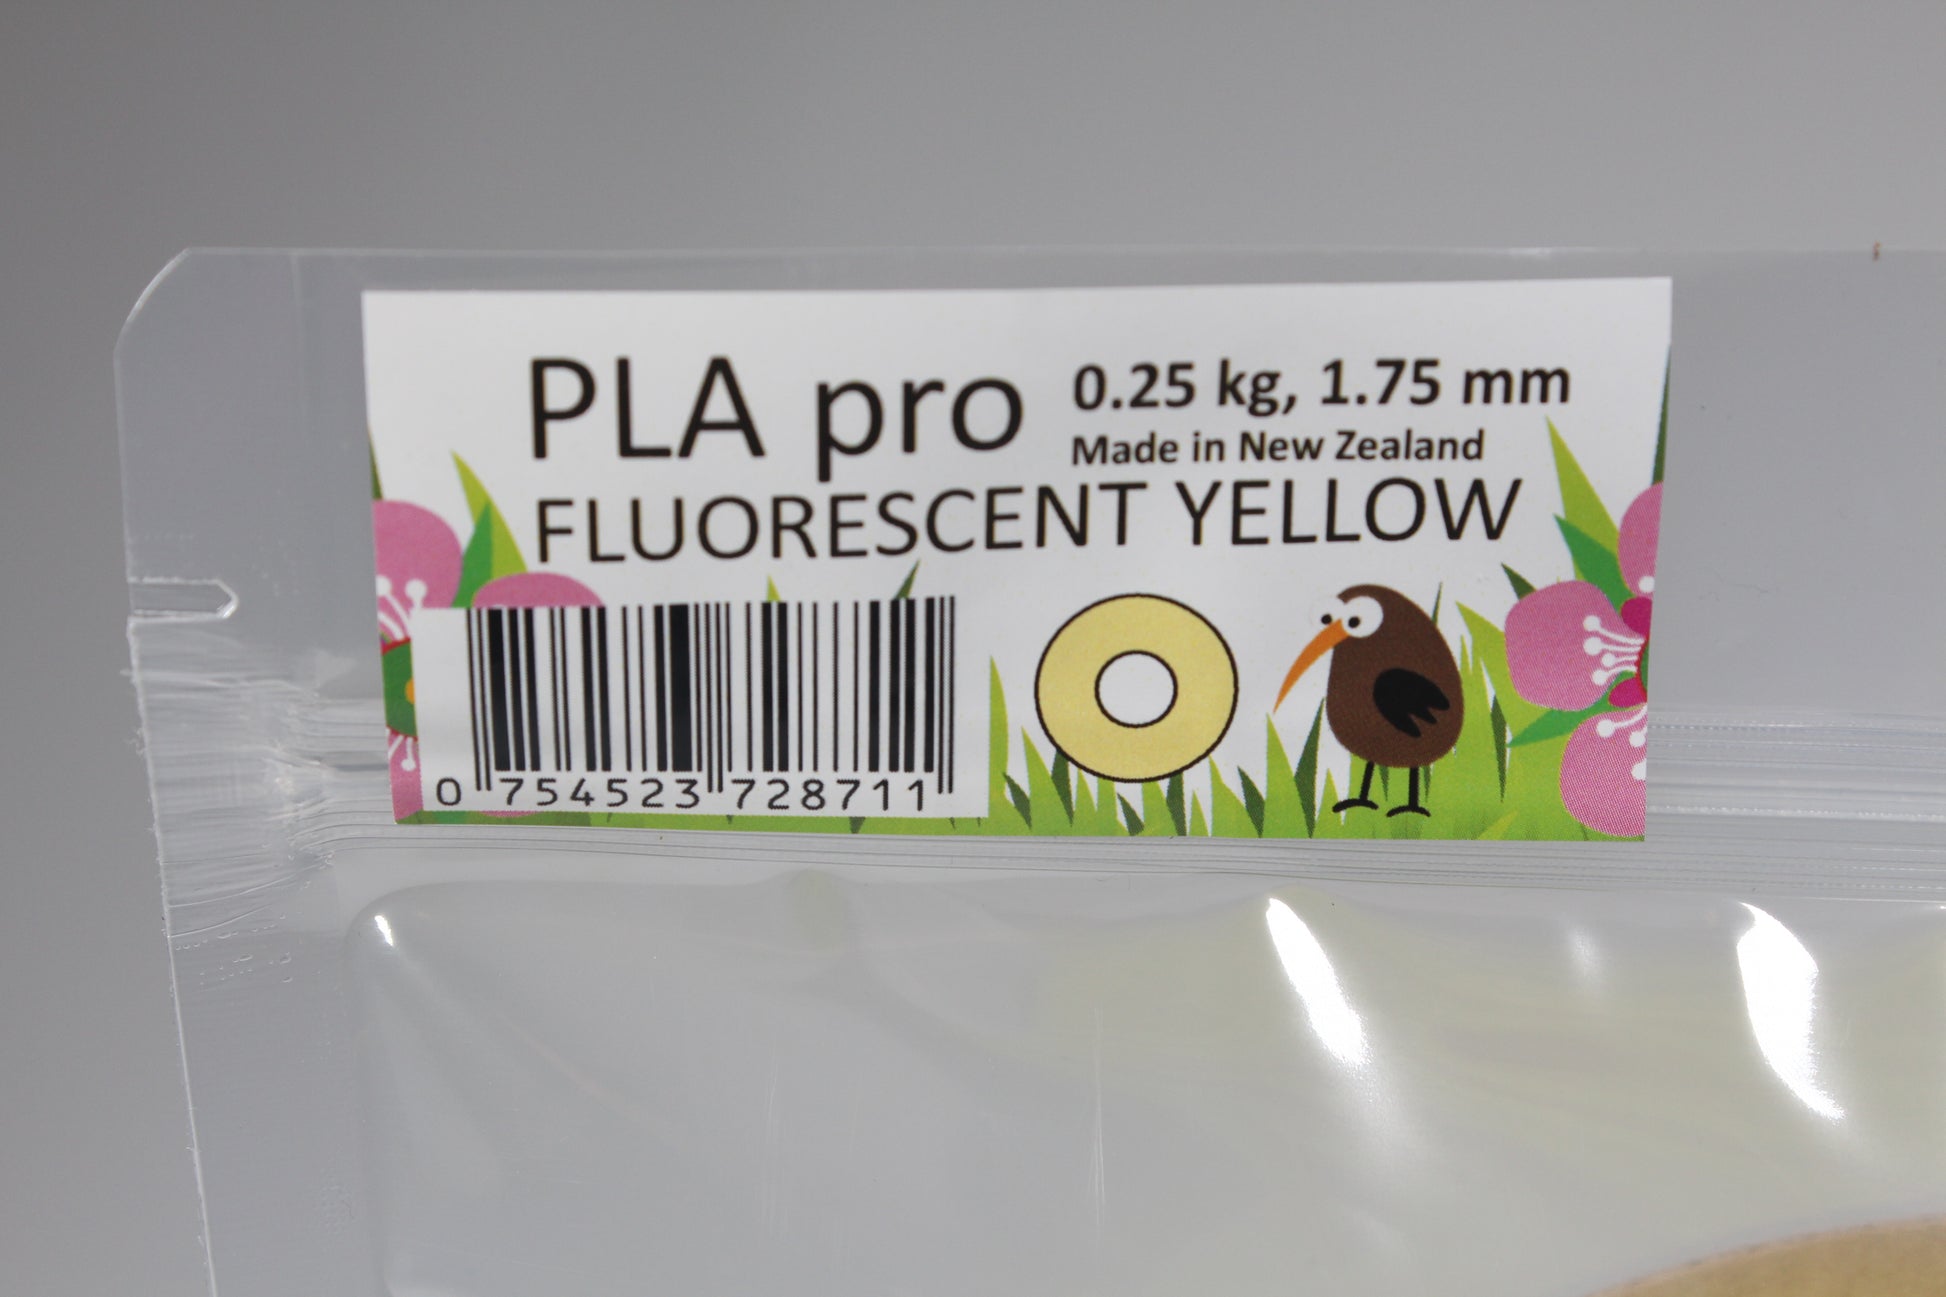 PLA pro
0.25 kg, 1.75 mm
Made in New Zealand
FLUORESCENT YELLOW
0 754523 728711